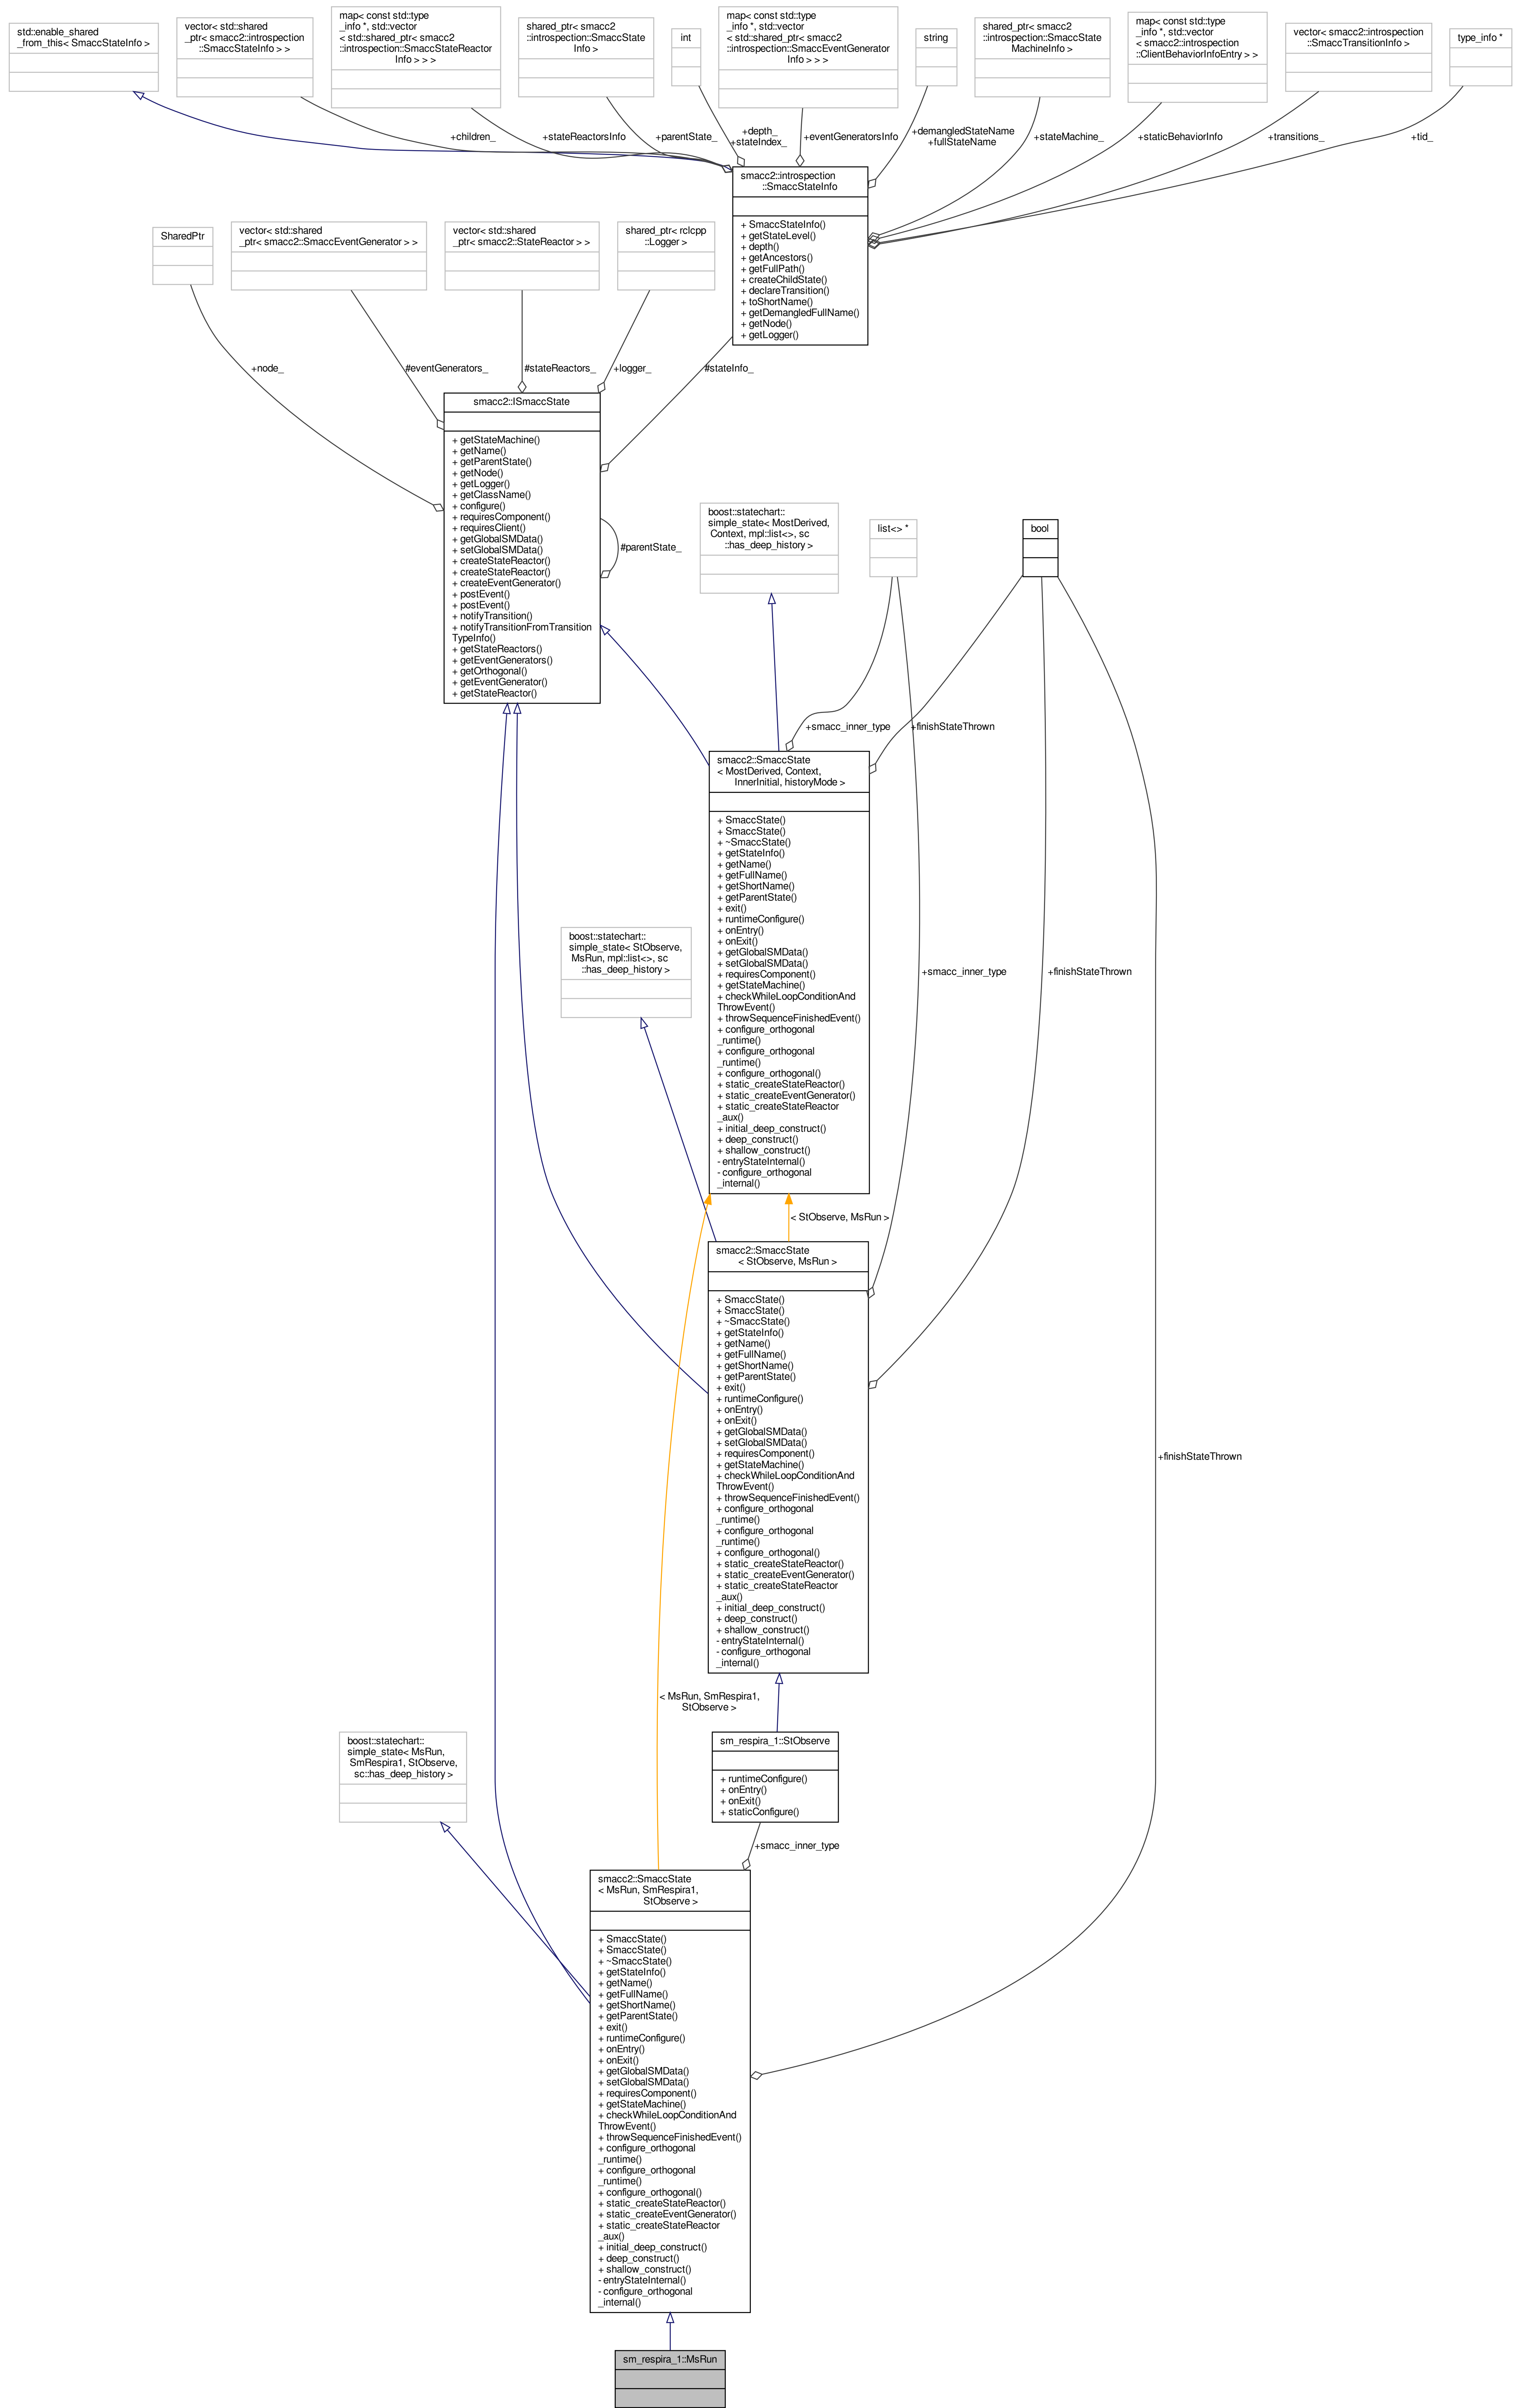 std::enable_shared
_from_this< SmaccStateInfo >
vector< std::shared
_ptr< smacc2::introspection
::SmaccStateInfo > >
map< const std::type
_info *, std::vector
< std::shared_ptr< smacc2
::introspection::SmaccStateReactor
Info > > >
shared_ptr< smacc2
::introspection::SmaccState
Info >
int
map< const std::type
_info *, std::vector
< std::shared_ptr< smacc2
::introspection::SmaccEventGenerator
Info > > >
string
shared_ptr< smacc2
::introspection::SmaccState
MachineInfo >
map< const std::type
_info *, std::vector
< smacc2::introspection
::ClientBehaviorInfoEntry > >
vector< smacc2::introspection
::SmaccTransitionInfo >
type_info *
+children_
+stateReactorsInfo
+parentState_
+depth_
+stateIndex_
+eventGeneratorsInfo
+demangledStateName
+fullStateName
+stateMachine_
+staticBehaviorInfo
+transitions_
+tid_
smacc2::introspection
::SmaccStateInfo
+ SmaccStateInfo()
+ getStateLevel()
+ depth()
+ getAncestors()
+ getFullPath()
+ createChildState()
+ declareTransition()
+ toShortName()
+ getDemangledFullName()
+ getNode()
+ getLogger()
SharedPtr
vector< std::shared
_ptr< smacc2::SmaccEventGenerator > >
vector< std::shared
_ptr< smacc2::StateReactor > >
shared_ptr< rclcpp
::Logger >
+node_
#eventGenerators_
#stateReactors_
+logger_
#stateInfo_
smacc2::ISmaccState
+ getStateMachine()
+ getName()
+ getParentState()
+ getNode()
+ getLogger()
+ getClassName()
+ configure()
+ requiresComponent()
+ requiresClient()
+ getGlobalSMData()
+ setGlobalSMData()
+ createStateReactor()
+ createStateReactor()
+ createEventGenerator()
+ postEvent()
+ postEvent()
+ notifyTransition()
+ notifyTransitionFromTransition
TypeInfo()
+ getStateReactors()
+ getEventGenerators()
+ getOrthogonal()
+ getEventGenerator()
+ getStateReactor()
#parentState_
boost::statechart::
simple_state< MostDerived,
Context, mpl::list<>, sc
::has_deep_history >
list<> *
bool
+smacc_inner_type
+finishStateThrown
smacc2::SmaccState
< MostDerived, Context,
InnerInitial, historyMode >
+ SmaccState()
+ SmaccState()
+ ~SmaccState()
+ getStateInfo()
+ getName()
+ getFullName()
+ getShortName()
+ getParentState()
+ exit()
+ runtimeConfigure()
+ onEntry()
+ onExit()
+ getGlobalSMData()
+ setGlobalSMData()
+ requiresComponent()
+ getStateMachine()
+ checkWhileLoopConditionAnd
ThrowEvent()
+ throwSequenceFinishedEvent()
+ configure_orthogonal
_runtime()
+ configure_orthogonal
_runtime()
+ configure_orthogonal()
+ static_createStateReactor()
+ static_createEventGenerator()
+ static_createStateReactor
_aux()
+ initial_deep_construct()
+ deep_construct()
+ shallow_construct()
- entryStateInternal()
- configure_orthogonal
_internal()
boost::statechart::
simple_state< StObserve,
MsRun, mpl::list<>, sc
::has_deep_history >
+smacc_inner_type
+finishStateThrown
< StObserve, MsRun >
smacc2::SmaccState
< StObserve, MsRun >
+ SmaccState()
+ SmaccState()
+ ~SmaccState()
+ getStateInfo()
+ getName()
+ getFullName()
+ getShortName()
+ getParentState()
+ exit()
+ runtimeConfigure()
+ onEntry()
+ onExit()
+ getGlobalSMData()
+ setGlobalSMData()
+ requiresComponent()
+ getStateMachine()
+ checkWhileLoopConditionAnd
ThrowEvent()
+ throwSequenceFinishedEvent()
+ configure_orthogonal
_runtime()
+ configure_orthogonal
_runtime()
+ configure_orthogonal()
+ static_createStateReactor()
+ static_createEventGenerator()
+ static_createStateReactor
_aux()
+ initial_deep_construct()
+ deep_construct()
+ shallow_construct()
- entryStateInternal()
- configure_orthogonal
_internal()
+finishStateThrown
< MsRun, SmRespira1,
StObserve >
boost::statechart::
simple_state< MsRun,
SmRespira1, StObserve,
sc::has_deep_history >
sm_respira_1::StObserve
+ runtimeConfigure()
+ onEntry()
+ onExit()
+ staticConfigure()
+smacc_inner_type
smacc2::SmaccState
< MsRun, SmRespira1,
StObserve >
+ SmaccState()
+ SmaccState()
+ ~SmaccState()
+ getStateInfo()
+ getName()
+ getFullName()
+ getShortName()
+ getParentState()
+ exit()
+ runtimeConfigure()
+ onEntry()
+ onExit()
+ getGlobalSMData()
+ setGlobalSMData()
+ requiresComponent()
+ getStateMachine()
+ checkWhileLoopConditionAnd
ThrowEvent()
+ throwSequenceFinishedEvent()
+ configure_orthogonal
_runtime()
+ configure_orthogonal
_runtime()
+ configure_orthogonal()
+ static_createStateReactor()
+ static_createEventGenerator()
+ static_createStateReactor
_aux()
+ initial_deep_construct()
+ deep_construct()
+ shallow_construct()
- entryStateInternal()
- configure_orthogonal
_internal()
sm_respira_1::MsRun